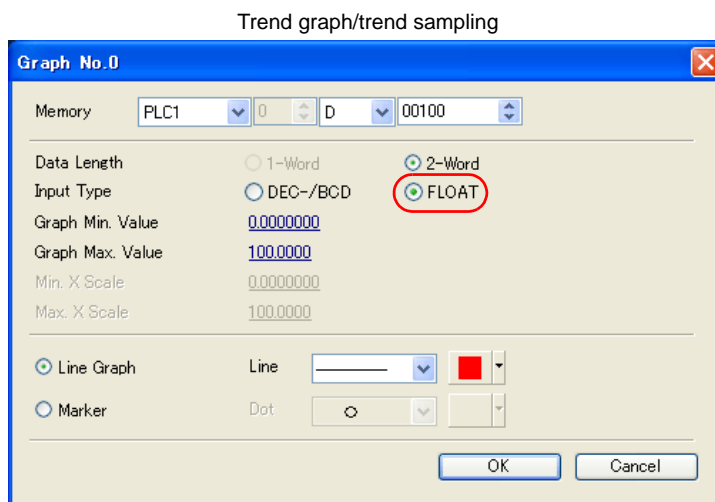 Trend graph/trend sampling
Graph No.0
Memory PLC1 0 D 00100
Data Length 1-Word 2-Word
Input Type DEC-/BCD FLOAT
Graph Min. Value 0.0000000
Graph Max. Value 100.0000
Min. X Scale 0.0000000
Max. X Scale 100.0000
Line Graph Line
Marker Dot
OK Cancel